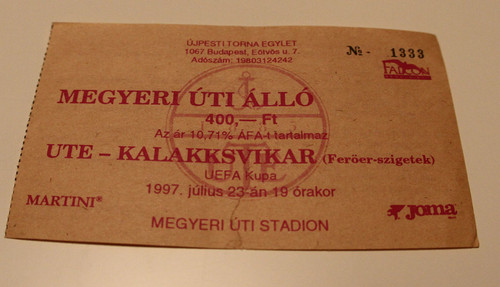 ÚJPESTI TORNA EGYLET
1067 Budapest, Eötvös u. 7.
Adószám: 19803124242
№ - 1333
FALCON
MEGYERI ÚTI ÁLLÓ
400,— Ft
Az ár 10,71% ÁFA-t tartalmaz
UTE – KALAKKSVIKAR (Feröer-szigetek)
UEFA Kupa
1997. július 23-án 19 órakor
MARTINI®
joma
MEGYERI ÚTI STADION